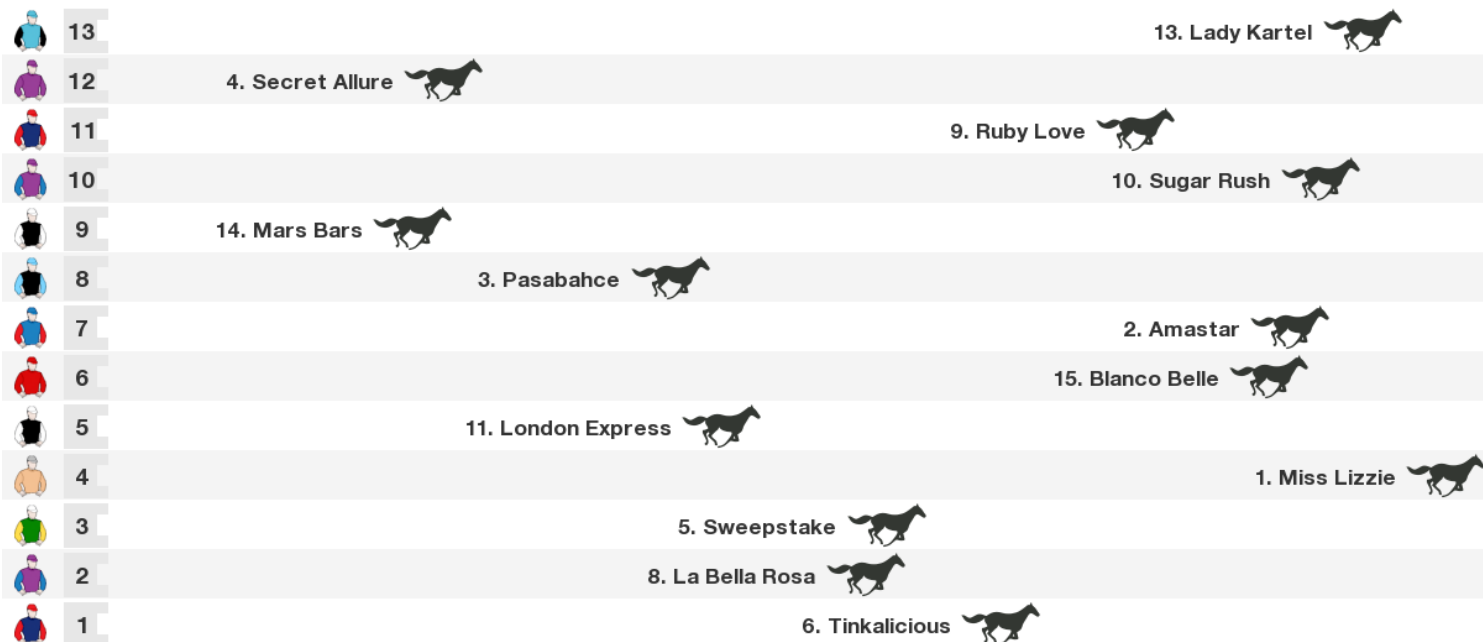 13 13. Lady Kartel
12 4. Secret Allure
11 9. Ruby Love
10 10. Sugar Rush
9 14. Mars Bars
8 3. Pasabahce
7 2. Amastar
6 15. Blanco Belle
5 11. London Express
4 1. Miss Lizzie
3 5. Sweepstake
2 8. La Bella Rosa
1 6. Tinkalicious